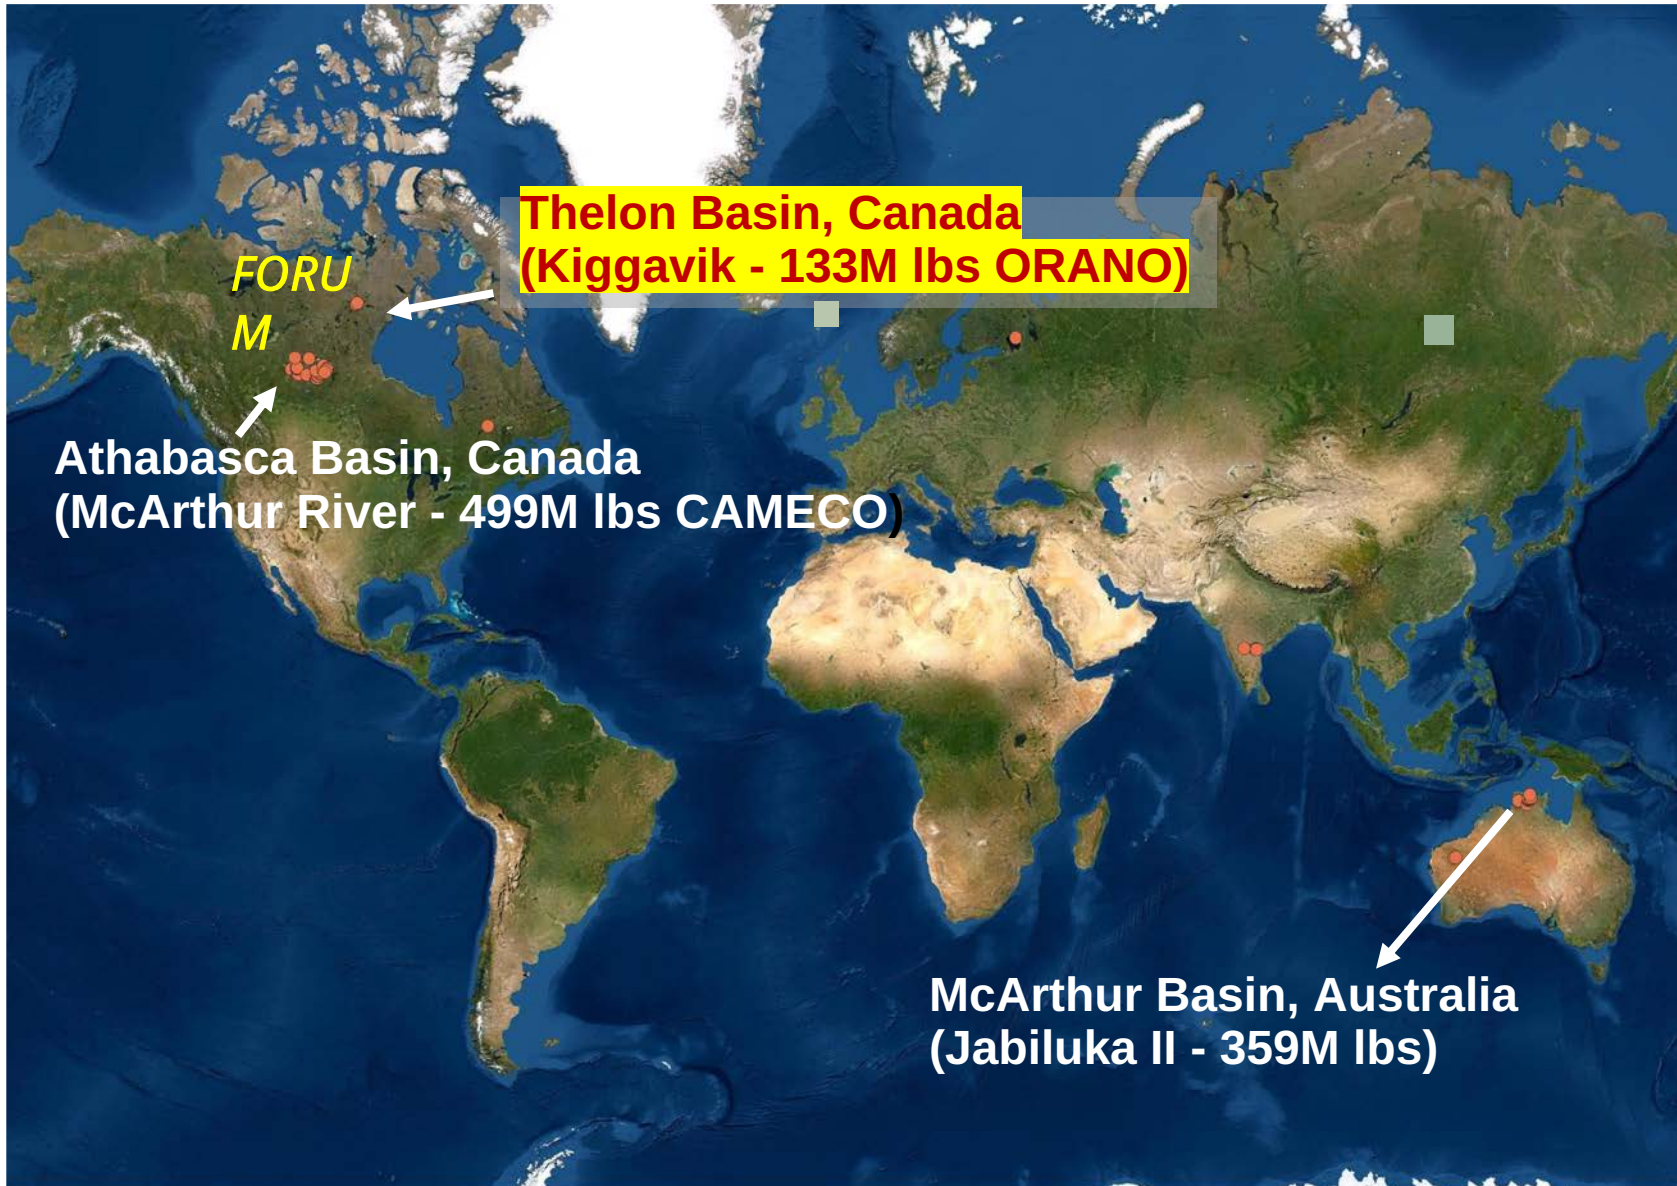 Thelon Basin, Canada
(Kiggavik - 133M lbs ORANO)
FORU
M
Athabasca Basin, Canada
(McArthur River - 499M lbs CAMECO)
McArthur Basin, Australia
(Jabiluka II - 359M lbs)